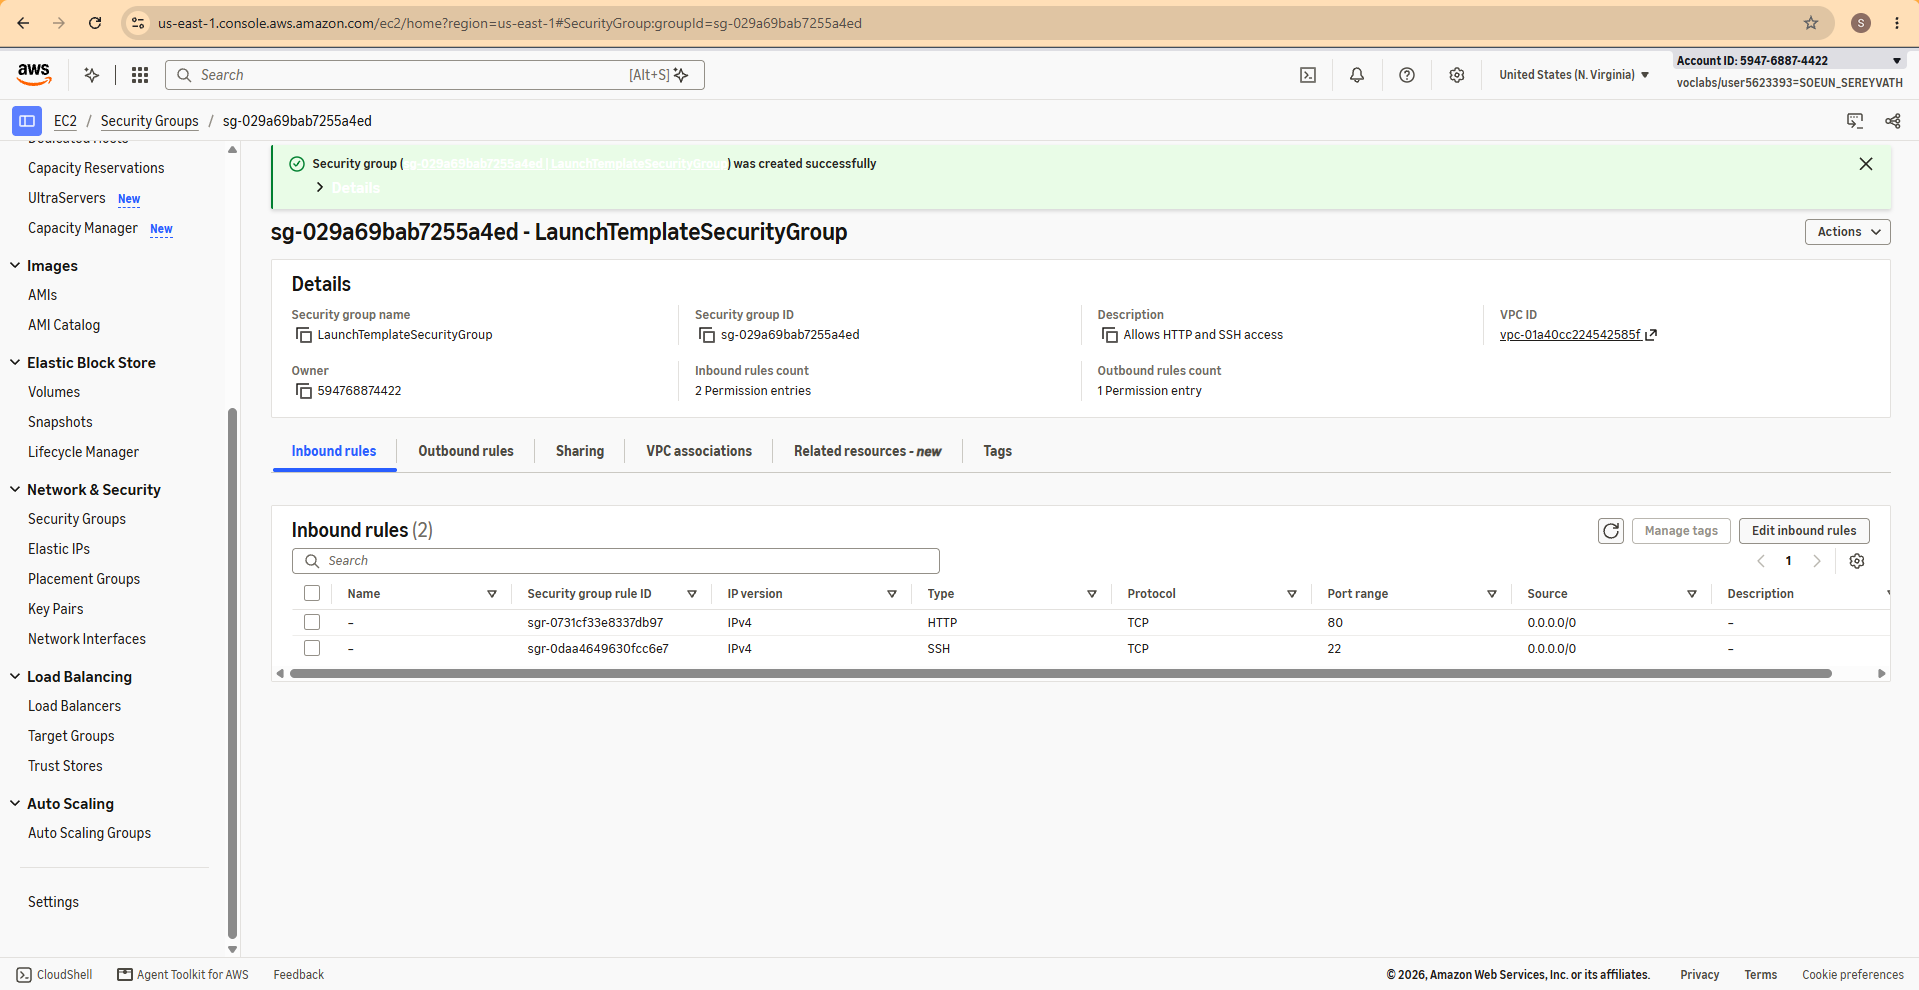 us-east-1.console.aws.amazon.com/ec2/home?region=us-east-1#SecurityGroup:groupId=sg-029a69bab7255a4ed
S
aws
Search
[Alt+S]
United States (N. Virginia)
Account ID: 5947-6887-4422
voclabs/user5623393=SOEUN_SEREYVATH
EC2 / Security Groups / sg-029a69bab7255a4ed
Dedicated Hosts
Capacity Reservations
UltraServers New
Capacity Manager New
Images
AMIs
AMI Catalog
Elastic Block Store
Volumes
Snapshots
Lifecycle Manager
Network & Security
Security Groups
Elastic IPs
Placement Groups
Key Pairs
Network Interfaces
Load Balancing
Load Balancers
Target Groups
Trust Stores
Auto Scaling
Auto Scaling Groups
Settings
Security group (sg-029a69bab7255a4ed | LaunchTemplateSecurityGroup) was created successfully
Details
sg-029a69bab7255a4ed - LaunchTemplateSecurityGroup
Actions
Details
Security group name
LaunchTemplateSecurityGroup
Security group ID
sg-029a69bab7255a4ed
Description
Allows HTTP and SSH access
VPC ID
vpc-01a40cc224542585f
Owner
594768874422
Inbound rules count
2 Permission entries
Outbound rules count
1 Permission entry
Inbound rules
Outbound rules
Sharing
VPC associations
Related resources - new
Tags
Inbound rules (2)
Manage tags
Edit inbound rules
Search
1
Name Security group rule ID IP version Type Protocol Port range Source Description
– sgr-0731cf33e8337db97 IPv4 HTTP TCP 80 0.0.0.0/0 –
– sgr-0daa4649630fcc6e7 IPv4 SSH TCP 22 0.0.0.0/0 –
CloudShell
Agent Toolkit for AWS
Feedback
© 2026, Amazon Web Services, Inc. or its affiliates.
Privacy
Terms
Cookie preferences